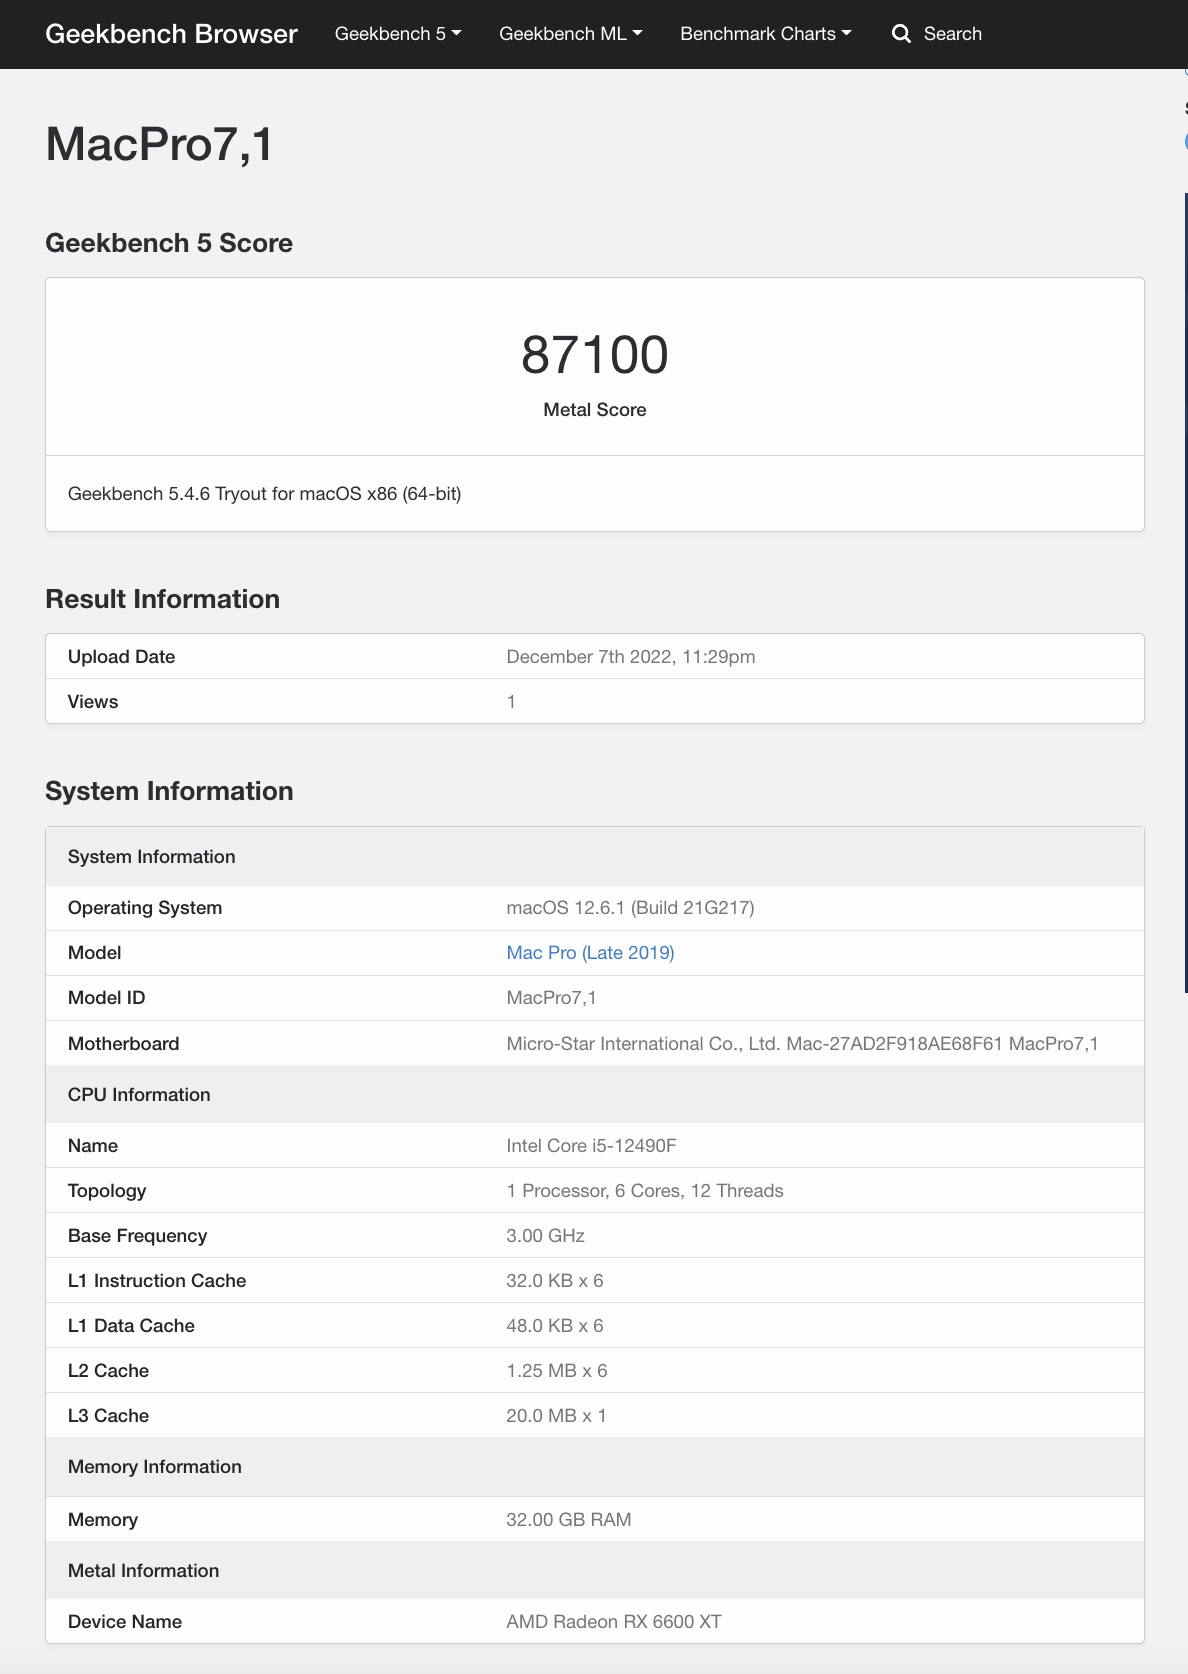 Geekbench Browser Geekbench 5 Geekbench ML Benchmark Charts Search
MacPro7,1
Geekbench 5 Score
87100
Metal Score
Geekbench 5.4.6 Tryout for macOS x86 (64-bit)
Result Information
Upload Date December 7th 2022, 11:29pm
Views 1
System Information
System Information
Operating System macOS 12.6.1 (Build 21G217)
Model Mac Pro (Late 2019)
Model ID MacPro7,1
Motherboard Micro-Star International Co., Ltd. Mac-27AD2F918AE68F61 MacPro7,1
CPU Information
Name Intel Core i5-12490F
Topology 1 Processor, 6 Cores, 12 Threads
Base Frequency 3.00 GHz
L1 Instruction Cache 32.0 KB x 6
L1 Data Cache 48.0 KB x 6
L2 Cache 1.25 MB x 6
L3 Cache 20.0 MB x 1
Memory Information
Memory 32.00 GB RAM
Metal Information
Device Name AMD Radeon RX 6600 XT